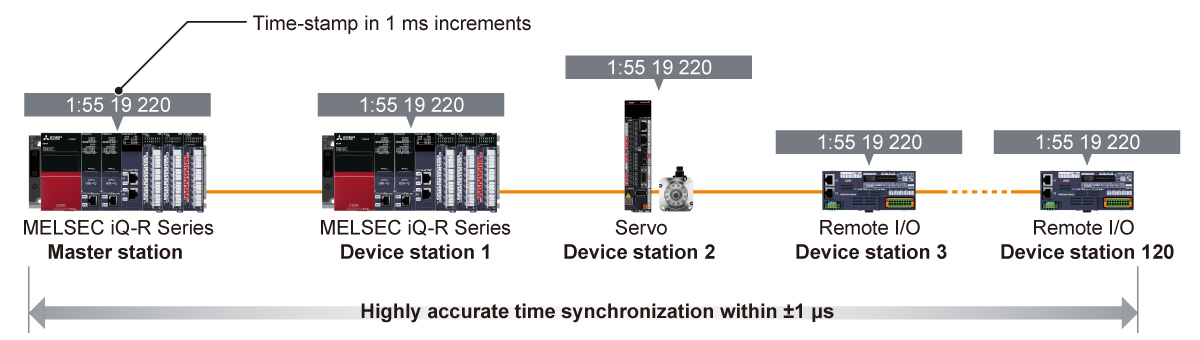 Time-stamp in 1 ms increments
1:55 19 220
1:55 19 220
1:55 19 220
1:55 19 220
1:55 19 220
MELSEC iQ-R Series
Master station
MELSEC iQ-R Series
Device station 1
Servo
Device station 2
Remote I/O
Device station 3
Remote I/O
Device station 120
Highly accurate time synchronization within ±1 µs